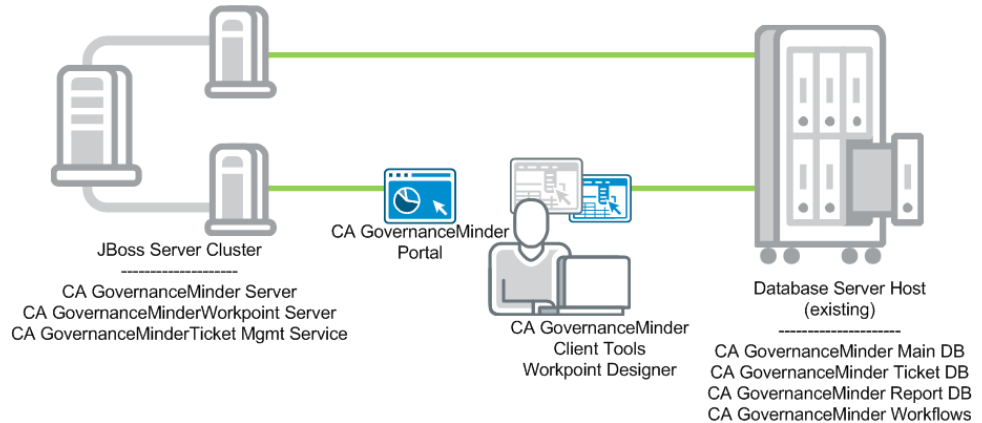 JBoss Server Cluster
--------------------
CA GovernanceMinder Server
CA GovernanceMinderWorkpoint Server
CA GovernanceMinderTicket Mgmt Service
CA GovernanceMinder
Portal
CA GovernanceMinder
Client Tools
Workpoint Designer
Database Server Host
(existing)
---------------------
CA GovernanceMinder Main DB
CA GovernanceMinder Ticket DB
CA GovernanceMinder Report DB
CA GovernanceMinder Workflows